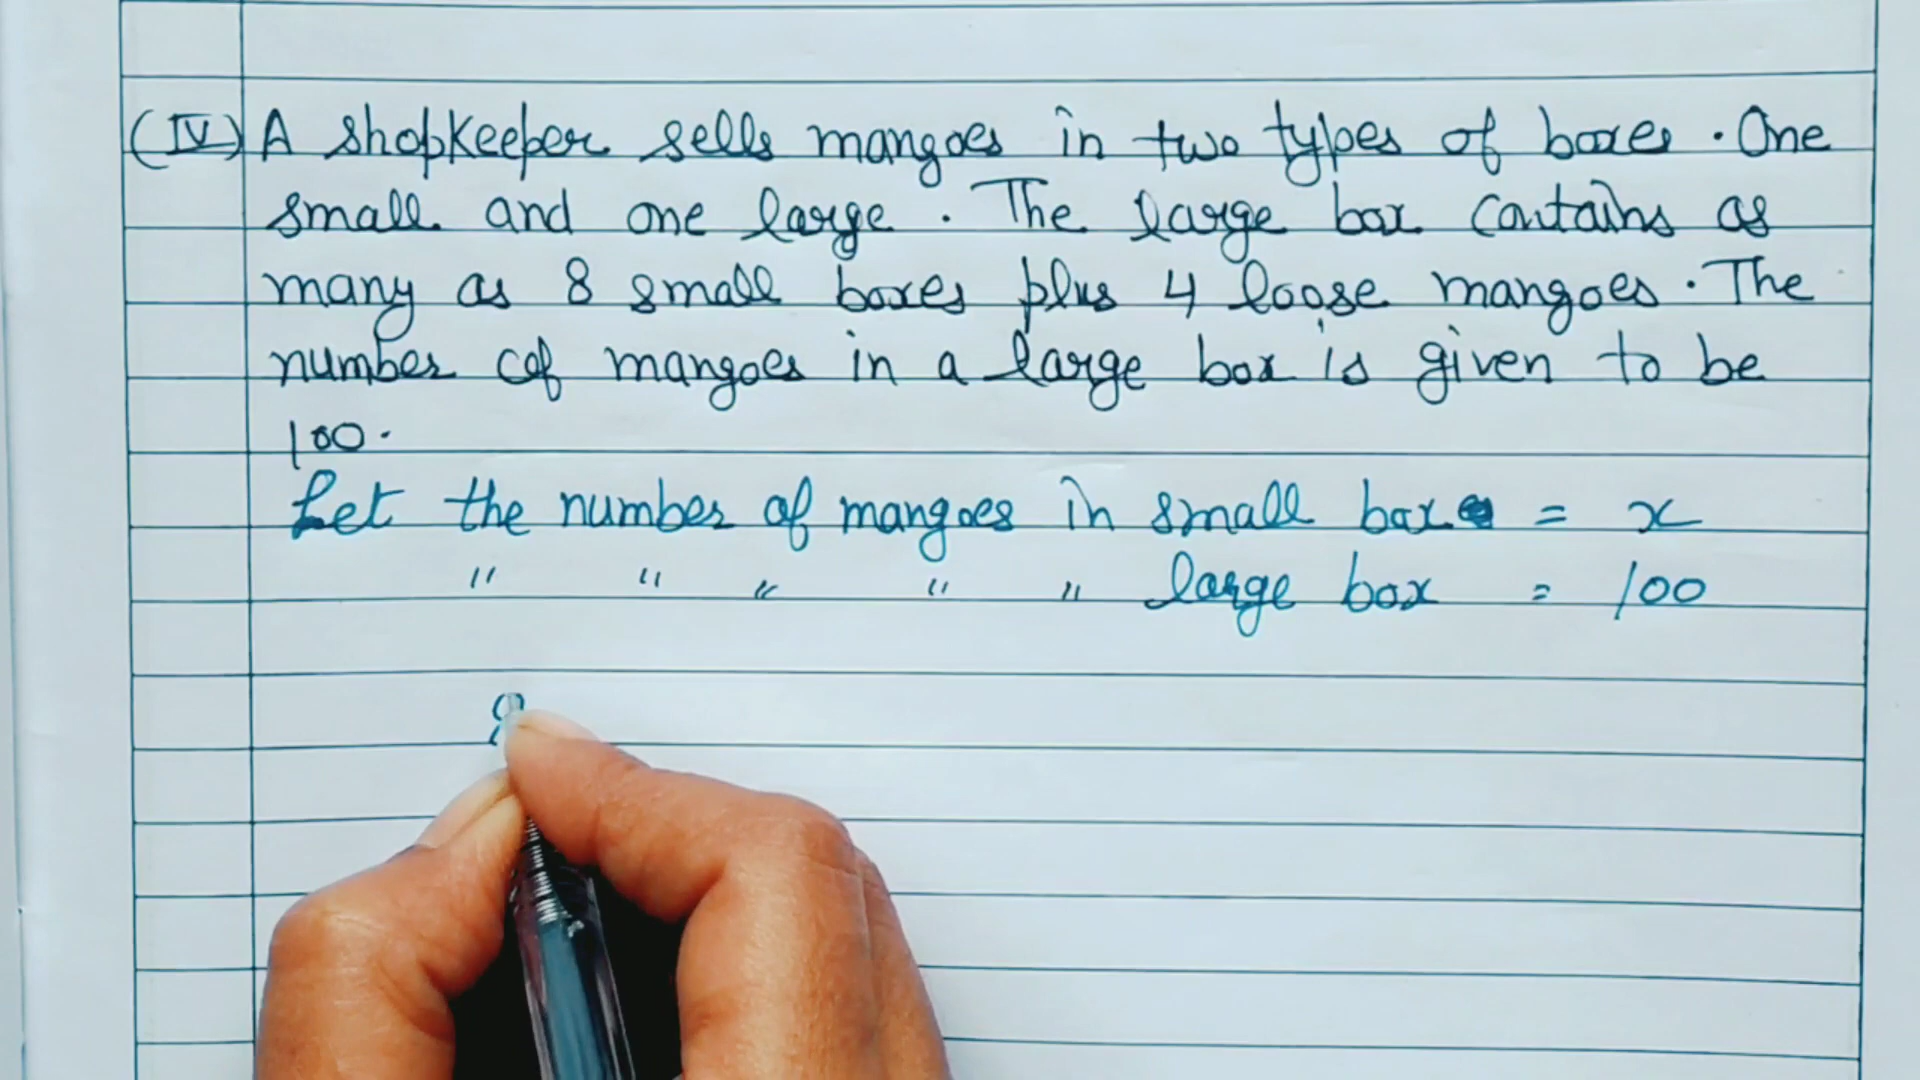 (IV) A shopkeeper sells mangoes in two types of boxes. One
small and one large. The large box contains as
many as 8 small boxes plus 4 loose mangoes. The
number of mangoes in a large box is given to be
100.
Let the number of mangoes in small box = x
" " " " " large box = 100
8